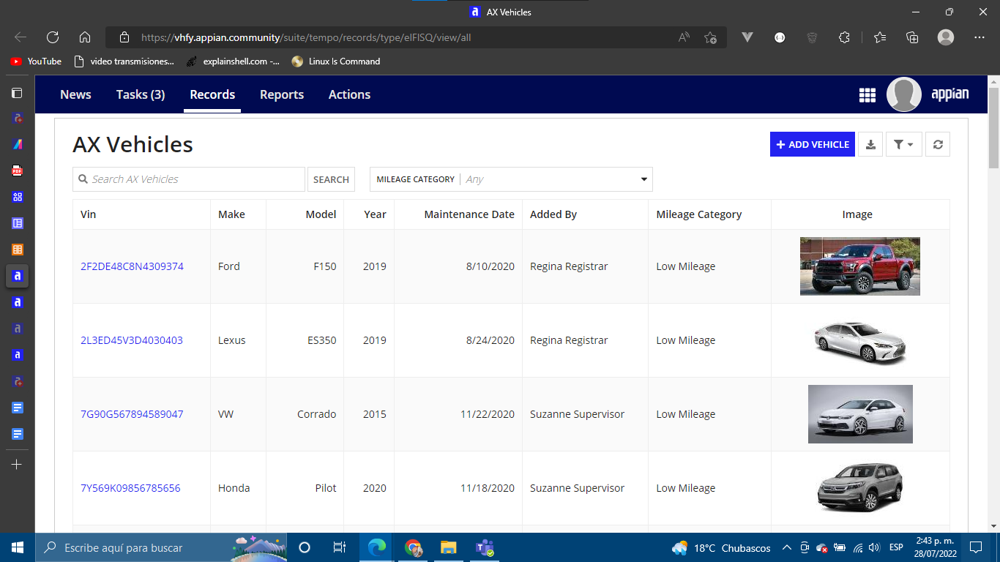 AX Vehicles
https://vhfy.appian.community/suite/tempo/records/type/eIFISQ/view/all
YouTube video transmisiones... explainshell.com -... Linux Is Command
News Tasks (3) Records Reports Actions appian
AX Vehicles
+ ADD VEHICLE
Search AX Vehicles SEARCH MILEAGE CATEGORY Any
Vin Make Model Year Maintenance Date Added By Mileage Category Image
2F2DE48C8N4309374 Ford F150 2019 8/10/2020 Regina Registrar Low Mileage
2L3ED45V3D4030403 Lexus ES350 2019 8/24/2020 Regina Registrar Low Mileage
7G90G567894589047 VW Corrado 2015 11/22/2020 Suzanne Supervisor Low Mileage
7Y569K09856785656 Honda Pilot 2020 11/18/2020 Suzanne Supervisor Low Mileage
Escribe aquí para buscar 18°C Chubascos ESP 2:43 p. m.
28/07/2022